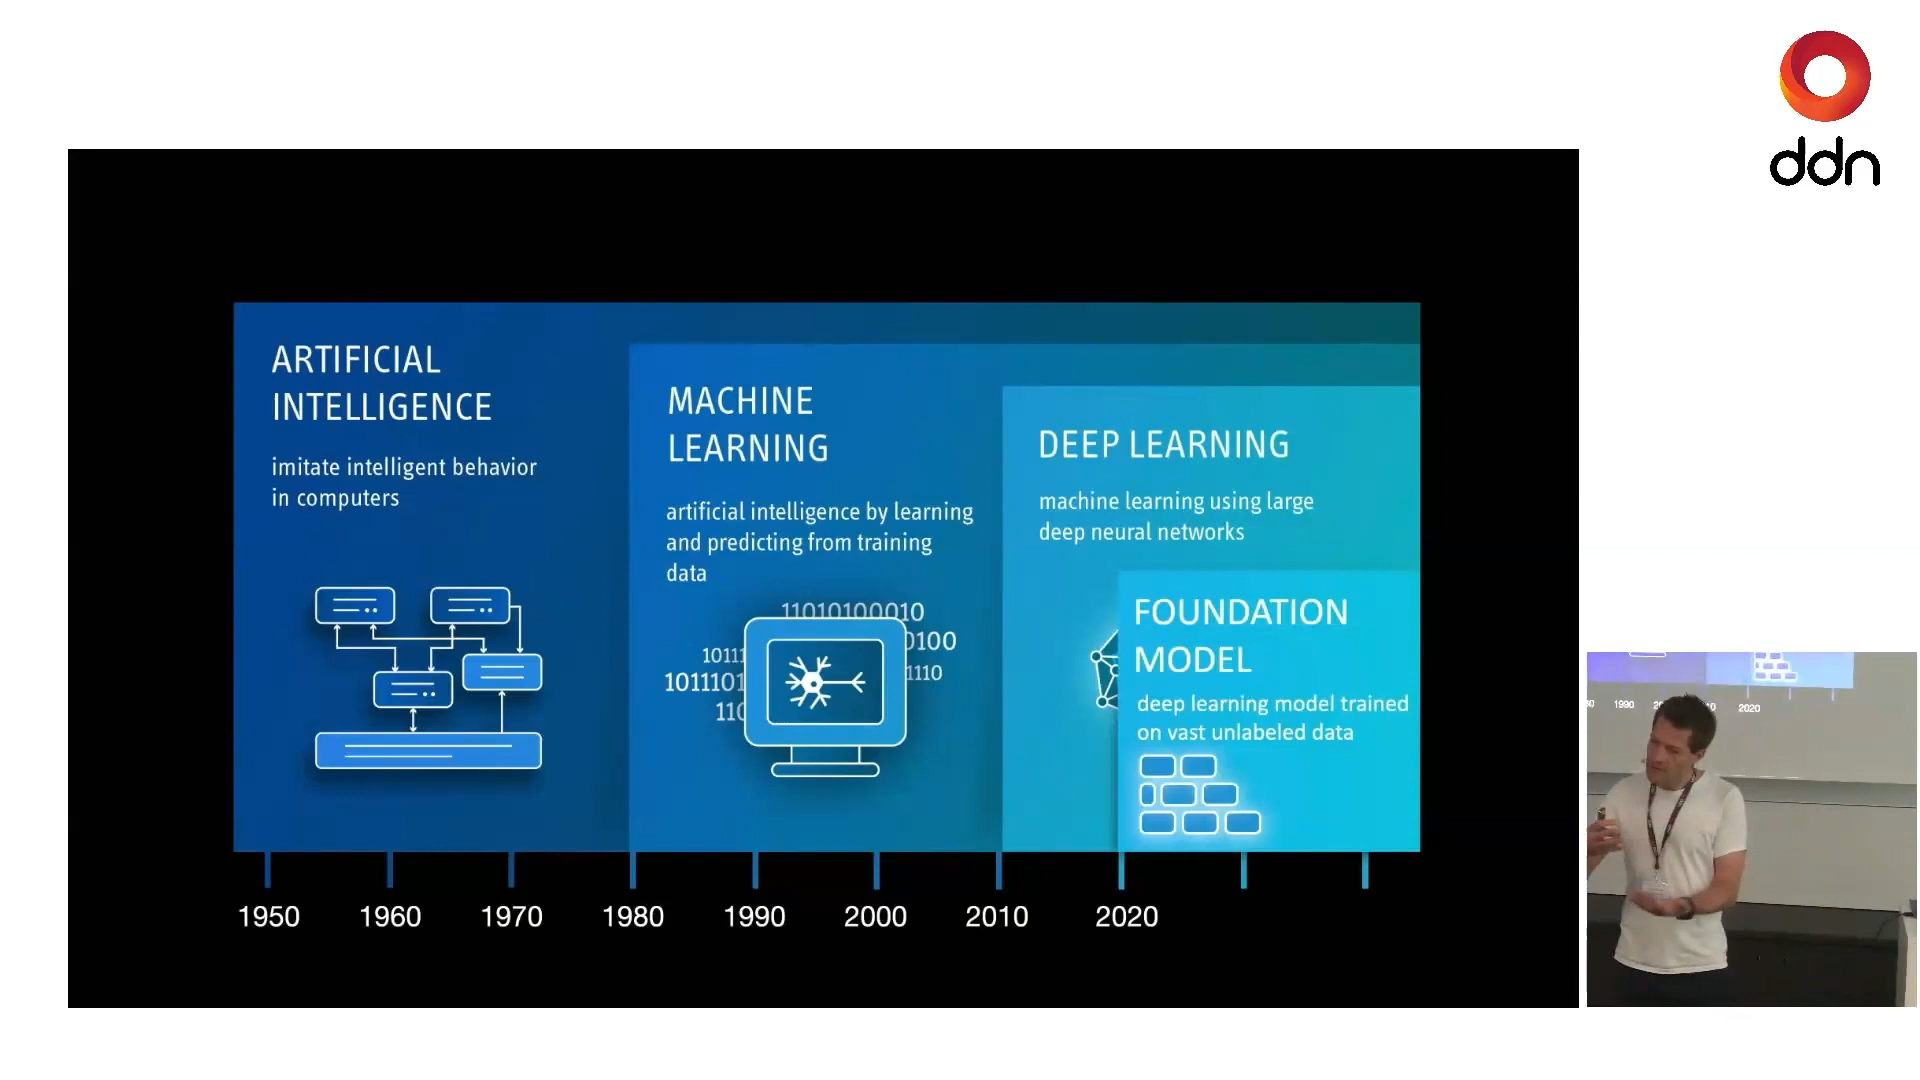 ddn
ARTIFICIAL
INTELLIGENCE
imitate intelligent behavior
in computers
MACHINE
LEARNING
artificial intelligence by learning
and predicting from training
data
11010100010
0100
10111
1110
1011101
110
DEEP LEARNING
machine learning using large
deep neural networks
FOUNDATION
MODEL
deep learning model trained
on vast unlabeled data
1950 1960 1970 1980 1990 2000 2010 2020
1990 2020